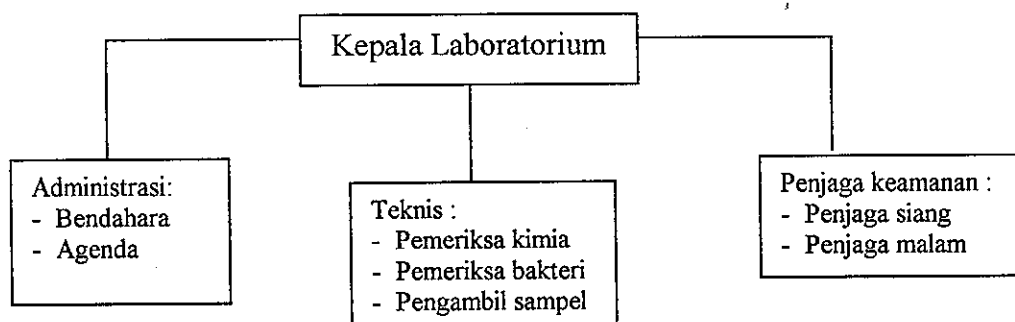 Kepala Laboratorium
Administrasi:
- Bendahara
- Agenda
Teknis :
- Pemeriksa kimia
- Pemeriksa bakteri
- Pengambil sampel
Penjaga keamanan :
- Penjaga siang
- Penjaga malam